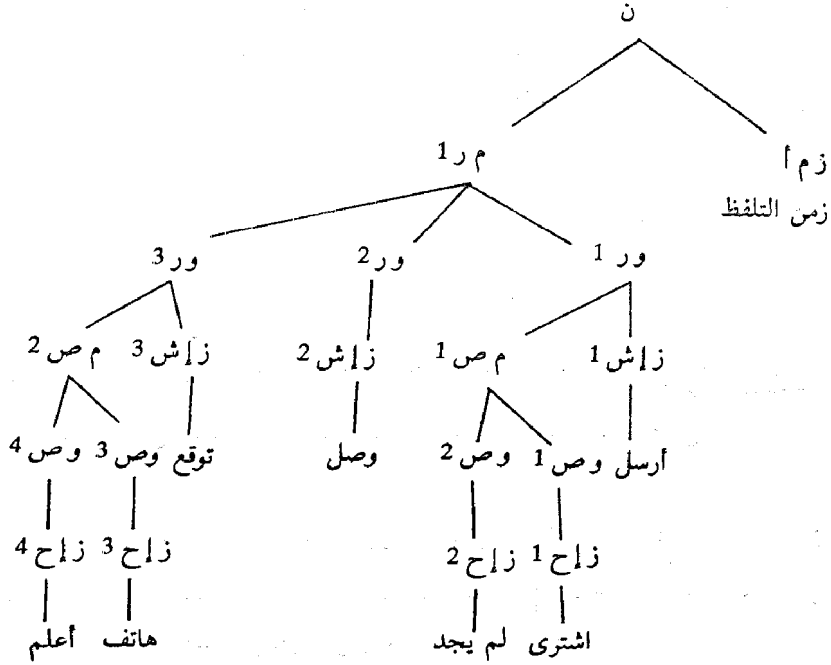 ن
ز م أ م ر 1
زمن التلفظ
و ر 1 و ر 2 و ر 3
ز إ ش 1 م ص 1 ز إ ش 2 ز إ ش 3 م ص 2
أرسل و ص 1 و ص 2 وصل توقع و ص 3 و ص 4
ز إ ح 1 ز إ ح 2 ز إ ح 3 ز إ ح 4
اشترى لم يجد هاتف أعلم